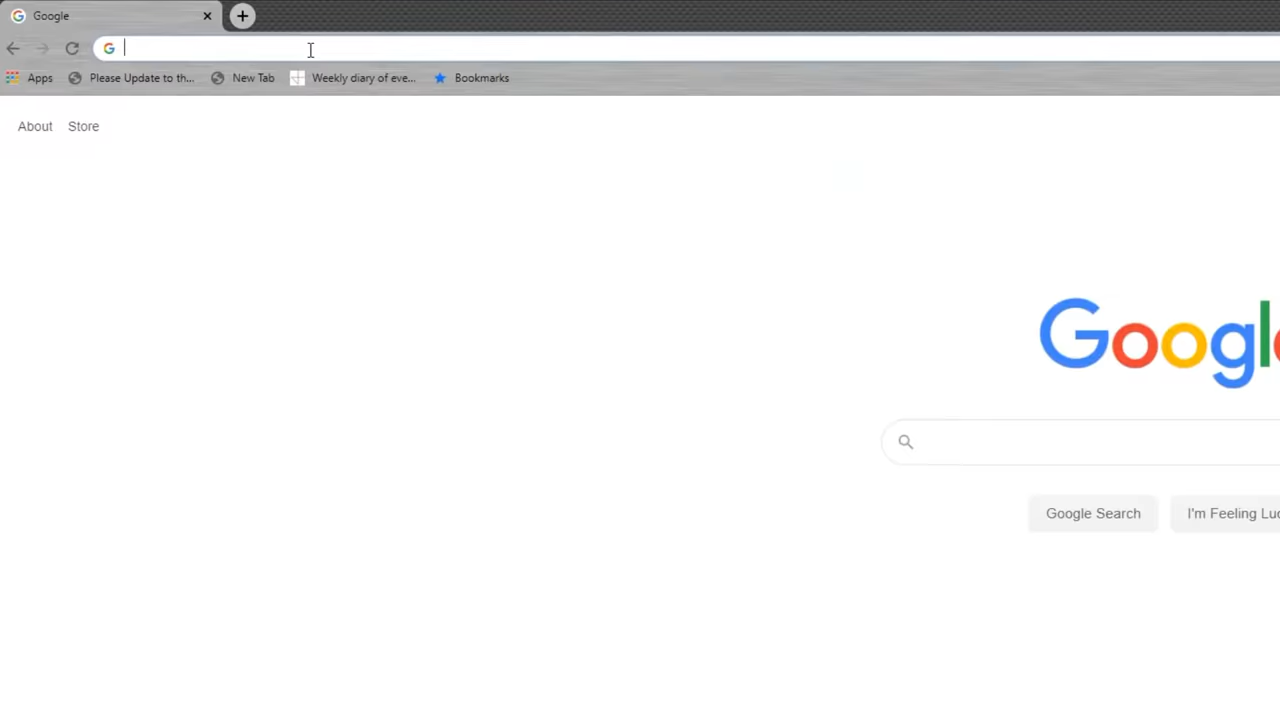 Google
Apps Please Update to th... New Tab Weekly diary of eve... Bookmarks
About Store
Googl
Google Search I'm Feeling Luc